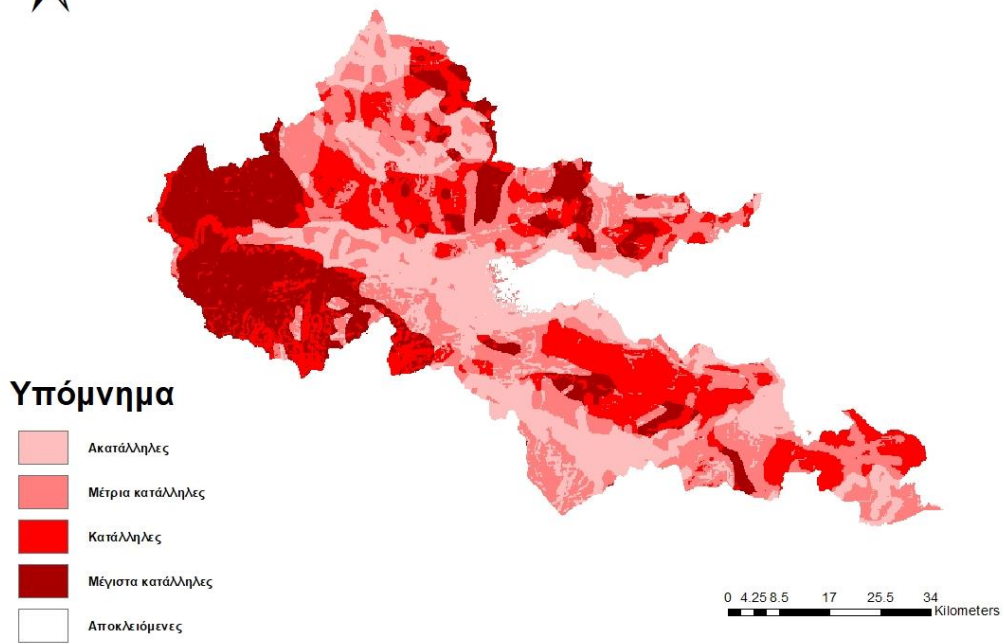 Υπόμνημα
Ακατάλληλες
Μέτρια κατάλληλες
Κατάλληλες
Μέγιστα κατάλληλες
Αποκλειόμενες
0 4.25 8.5 17 25.5 34
Kilometers